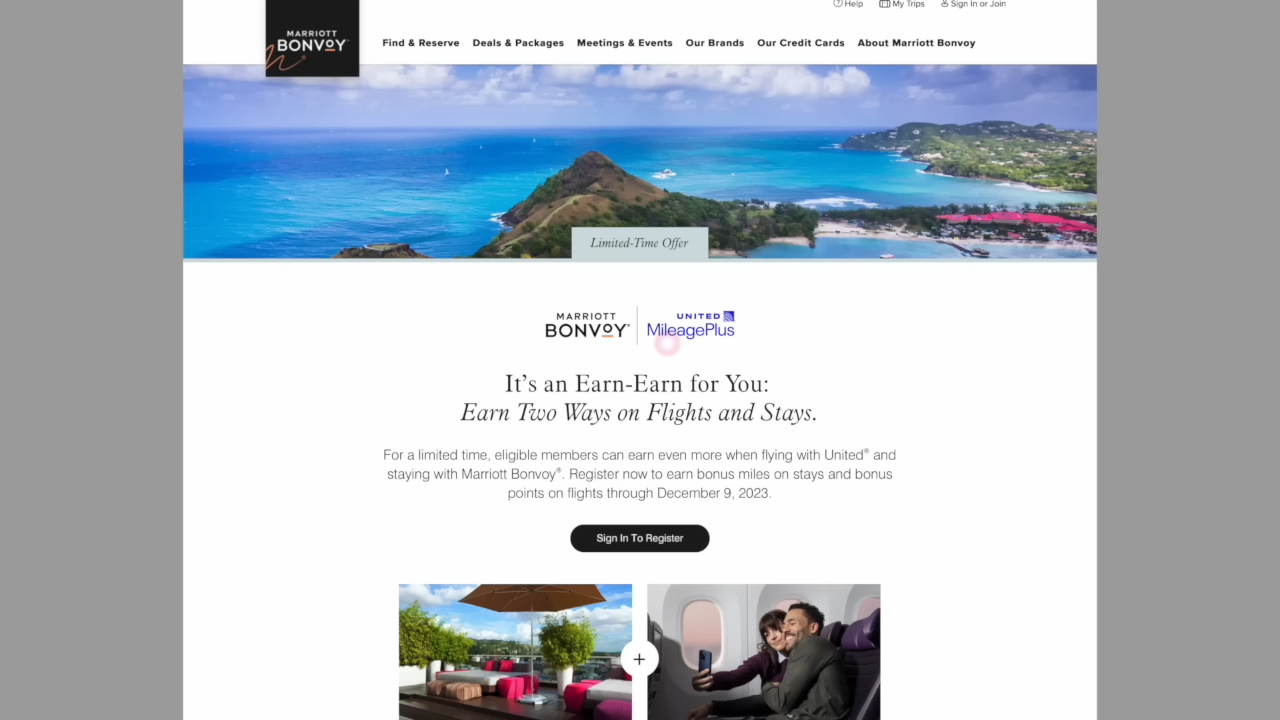 Help My Trips Sign In or Join
MARRIOTT
BONVOY
Find & Reserve Deals & Packages Meetings & Events Our Brands Our Credit Cards About Marriott Bonvoy
Limited-Time Offer
MARRIOTT
BONVOY®
UNITED
MileagePlus
It’s an Earn-Earn for You:
Earn Two Ways on Flights and Stays.
For a limited time, eligible members can earn even more when flying with United® and
staying with Marriott Bonvoy®. Register now to earn bonus miles on stays and bonus
points on flights through December 9, 2023.
Sign In To Register